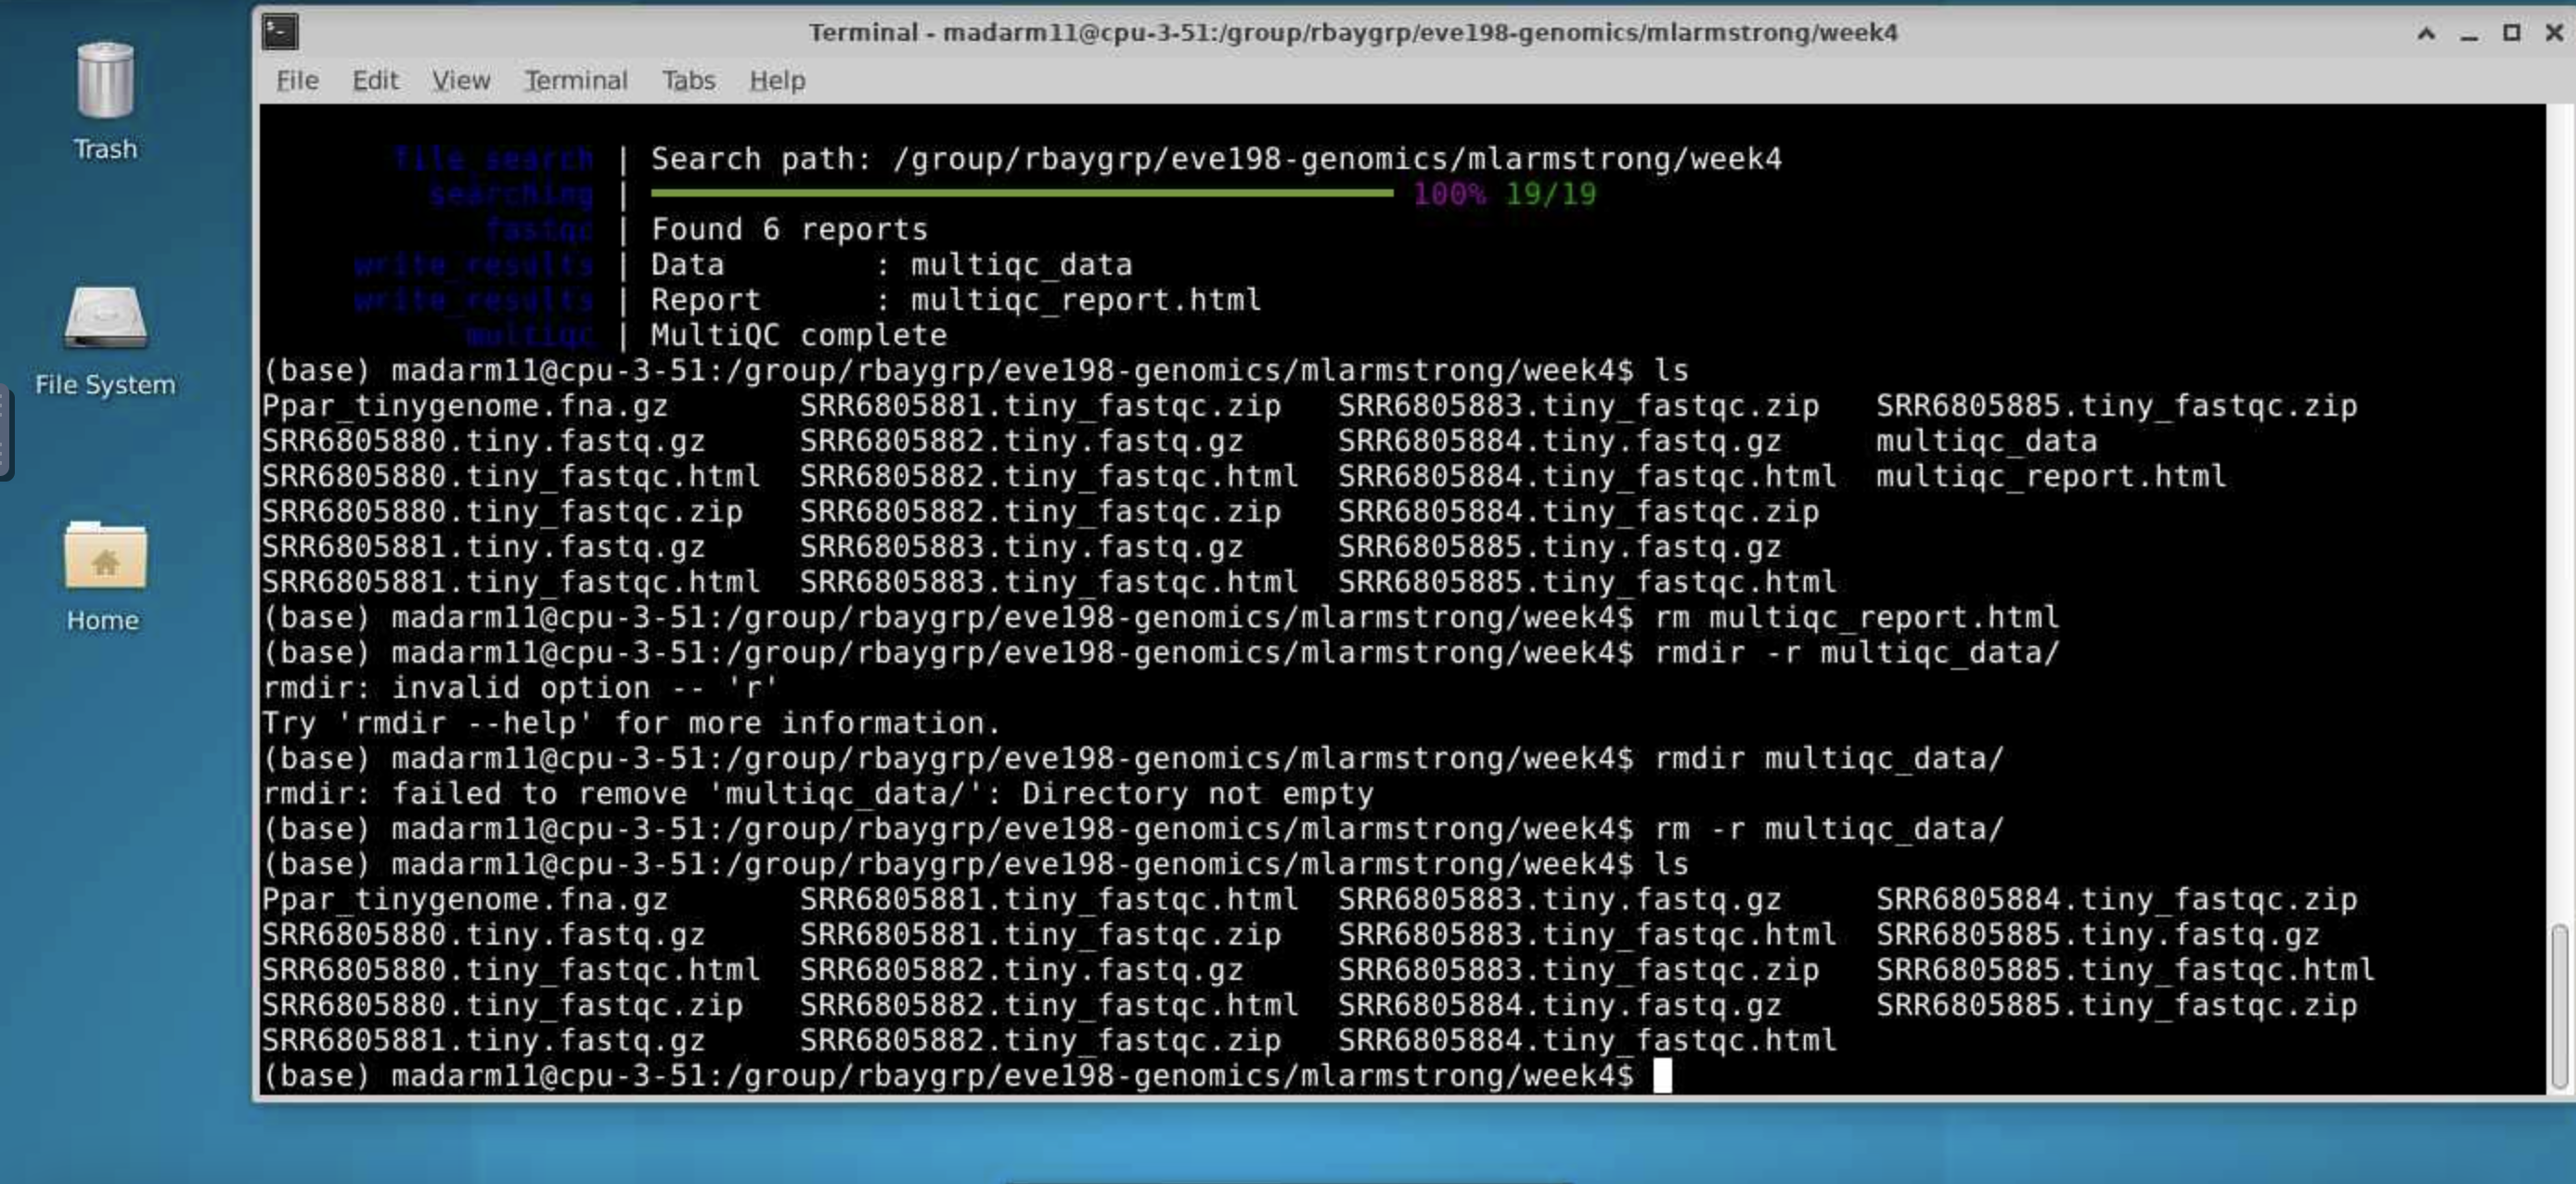 Terminal - madarm11@cpu-3-51:/group/rbaygrp/eve198-genomics/mlarmstrong/week4
File Edit View Terminal Tabs Help
Trash
File System
Home
file_search | Search path: /group/rbaygrp/eve198-genomics/mlarmstrong/week4
searching | 100% 19/19
fastqc | Found 6 reports
write_results | Data : multiqc_data
write_results | Report : multiqc_report.html
multiqc | MultiQC complete
(base) madarm11@cpu-3-51:/group/rbaygrp/eve198-genomics/mlarmstrong/week4$ ls
Ppar_tinygenome.fna.gz SRR6805881.tiny_fastqc.zip SRR6805883.tiny_fastqc.zip SRR6805885.tiny_fastqc.zip
SRR6805880.tiny.fastq.gz SRR6805882.tiny.fastq.gz SRR6805884.tiny.fastq.gz multiqc_data
SRR6805880.tiny_fastqc.html SRR6805882.tiny_fastqc.html SRR6805884.tiny_fastqc.html multiqc_report.html
SRR6805880.tiny_fastqc.zip SRR6805882.tiny_fastqc.zip SRR6805884.tiny_fastqc.zip
SRR6805881.tiny.fastq.gz SRR6805883.tiny.fastq.gz SRR6805885.tiny.fastq.gz
SRR6805881.tiny_fastqc.html SRR6805883.tiny_fastqc.html SRR6805885.tiny_fastqc.html
(base) madarm11@cpu-3-51:/group/rbaygrp/eve198-genomics/mlarmstrong/week4$ rm multiqc_report.html
(base) madarm11@cpu-3-51:/group/rbaygrp/eve198-genomics/mlarmstrong/week4$ rmdir -r multiqc_data/
rmdir: invalid option -- 'r'
Try 'rmdir --help' for more information.
(base) madarm11@cpu-3-51:/group/rbaygrp/eve198-genomics/mlarmstrong/week4$ rmdir multiqc_data/
rmdir: failed to remove 'multiqc_data/': Directory not empty
(base) madarm11@cpu-3-51:/group/rbaygrp/eve198-genomics/mlarmstrong/week4$ rm -r multiqc_data/
(base) madarm11@cpu-3-51:/group/rbaygrp/eve198-genomics/mlarmstrong/week4$ ls
Ppar_tinygenome.fna.gz SRR6805881.tiny_fastqc.html SRR6805883.tiny.fastq.gz SRR6805884.tiny_fastqc.zip
SRR6805880.tiny.fastq.gz SRR6805881.tiny_fastqc.zip SRR6805883.tiny_fastqc.html SRR6805885.tiny.fastq.gz
SRR6805880.tiny_fastqc.html SRR6805882.tiny.fastq.gz SRR6805883.tiny_fastqc.zip SRR6805885.tiny_fastqc.html
SRR6805880.tiny_fastqc.zip SRR6805882.tiny_fastqc.html SRR6805884.tiny.fastq.gz SRR6805885.tiny_fastqc.zip
SRR6805881.tiny.fastq.gz SRR6805882.tiny_fastqc.zip SRR6805884.tiny_fastqc.html
(base) madarm11@cpu-3-51:/group/rbaygrp/eve198-genomics/mlarmstrong/week4$